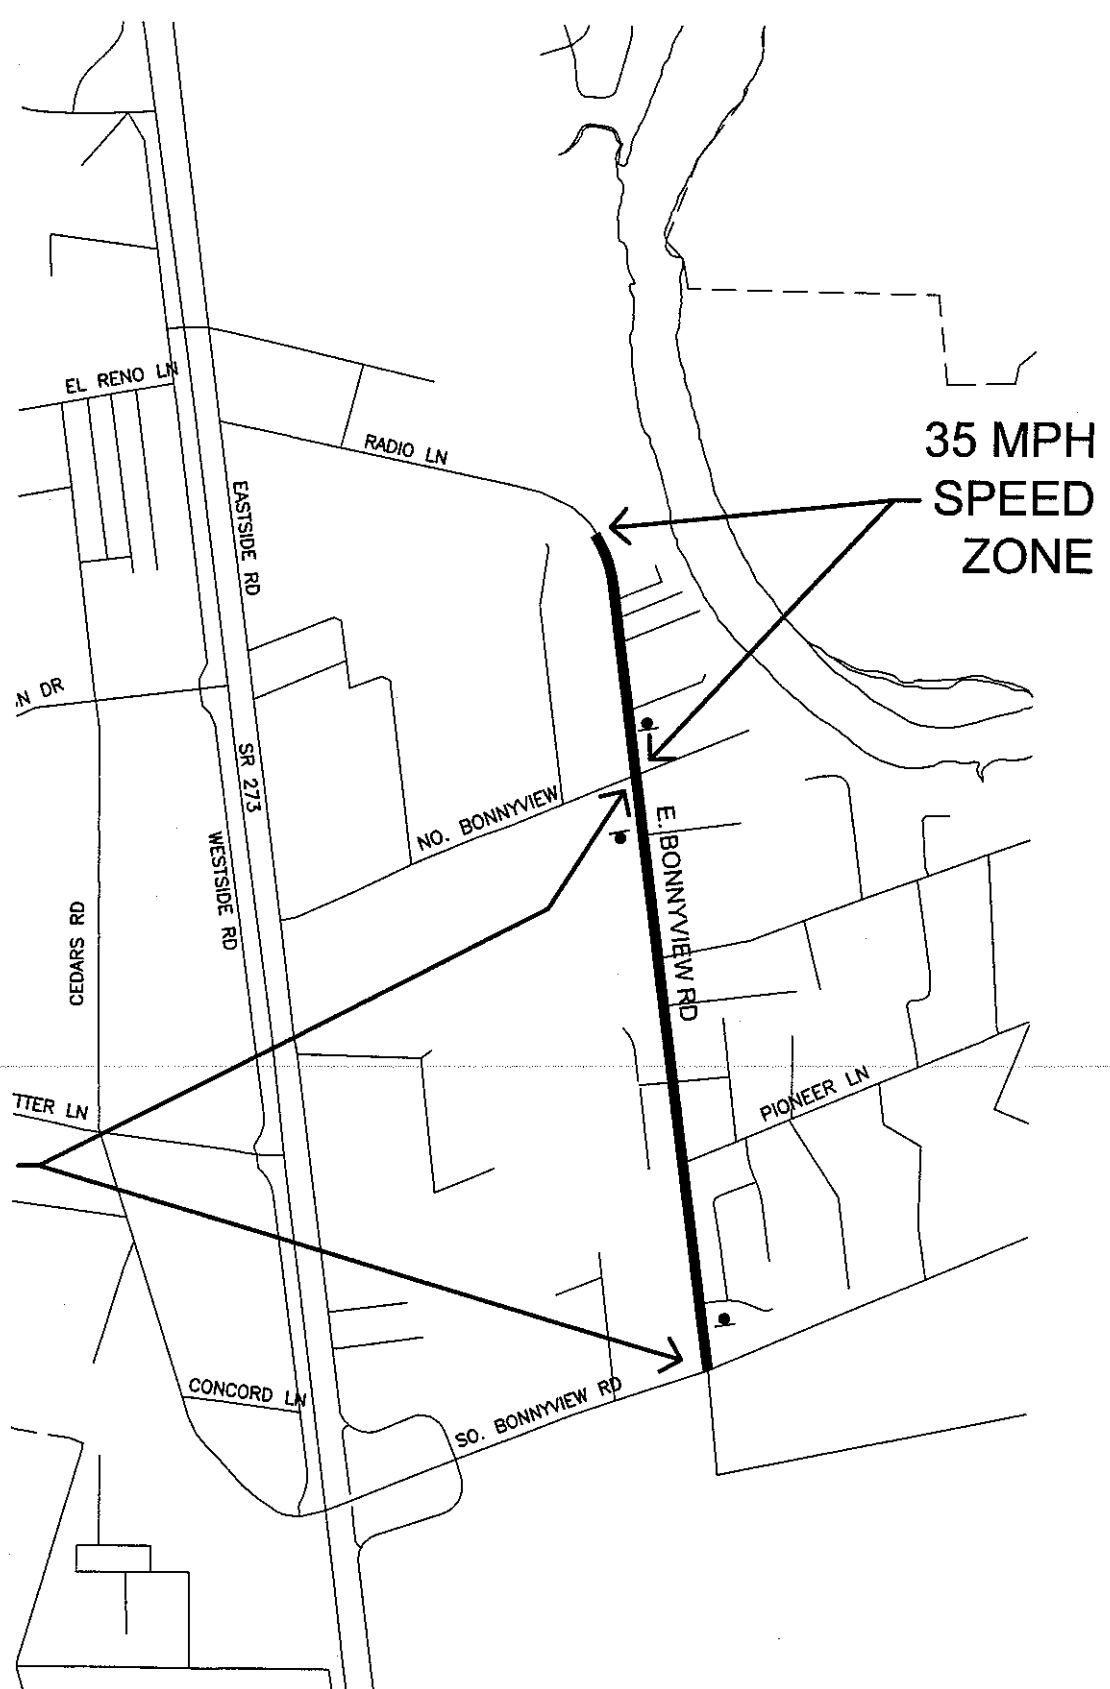 EL RENO LN
RADIO LN
35 MPH
SPEED
ZONE
EASTSIDE RD
N DR
SR 273
NO. BONNYVIEW
E. BONNYVIEW RD
WESTSIDE RD
CEDARS RD
PIONEER LN
TTER LN
CONCORD LN
SO. BONNYVIEW RD